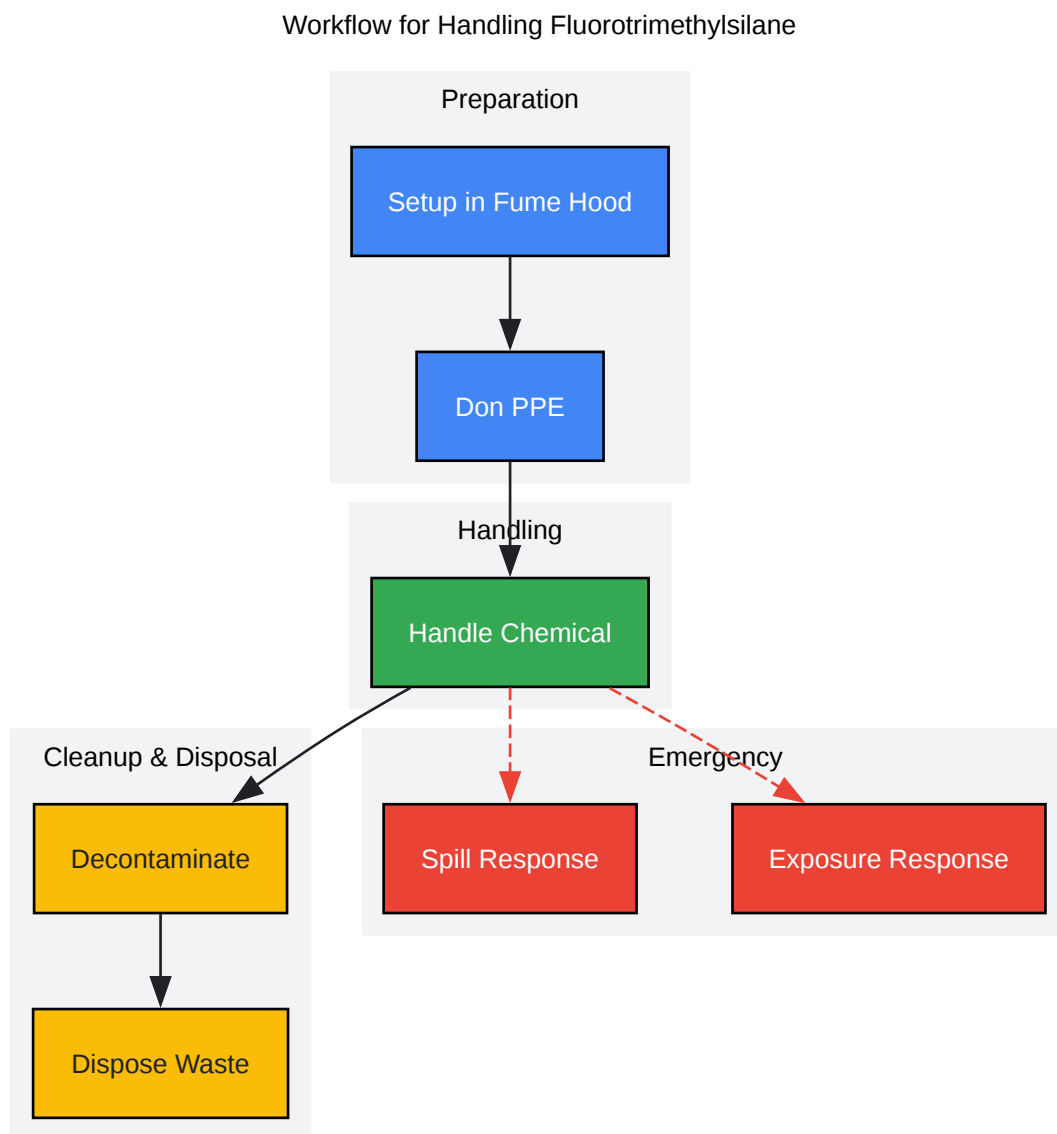 Workflow for Handling Fluorotrimethylsilane
Preparation
Setup in Fume Hood
Don PPE
Handling
Handle Chemical
Cleanup & Disposal
Emergency
Decontaminate
Spill Response
Exposure Response
Dispose Waste